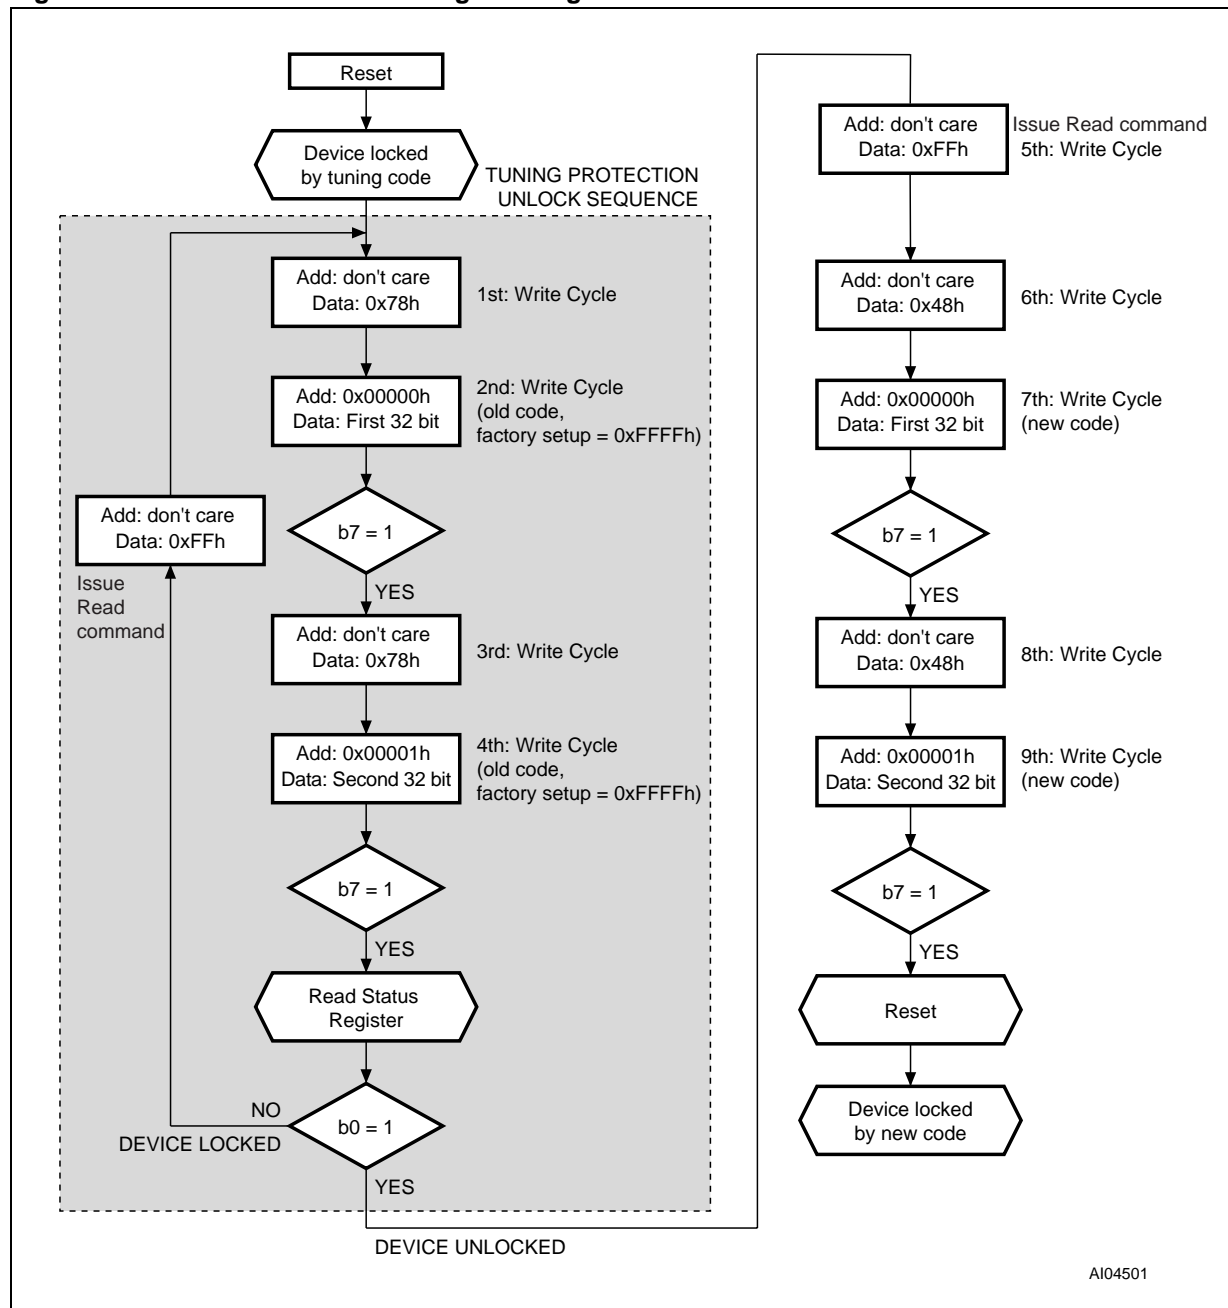 Reset
Device locked
by tuning code
TUNING PROTECTION
UNLOCK SEQUENCE
Add: don't care
Data: 0x78h
1st: Write Cycle
Add: 0x00000h
Data: First 32 bit
2nd: Write Cycle
(old code,
factory setup = 0xFFFFh)
b7 = 1
YES
Add: don't care
Data: 0xFFh
Issue
Read
command
Add: don't care
Data: 0x78h
3rd: Write Cycle
Add: 0x00001h
Data: Second 32 bit
4th: Write Cycle
(old code,
factory setup = 0xFFFFh)
b7 = 1
YES
Read Status
Register
b0 = 1
NO
DEVICE LOCKED
YES
DEVICE UNLOCKED
Add: don't care
Data: 0xFFh
Issue Read command
5th: Write Cycle
Add: don't care
Data: 0x48h
6th: Write Cycle
Add: 0x00000h
Data: First 32 bit
7th: Write Cycle
(new code)
b7 = 1
YES
Add: don't care
Data: 0x48h
8th: Write Cycle
Add: 0x00001h
Data: Second 32 bit
9th: Write Cycle
(new code)
b7 = 1
YES
Reset
Device locked
by new code
AI04501